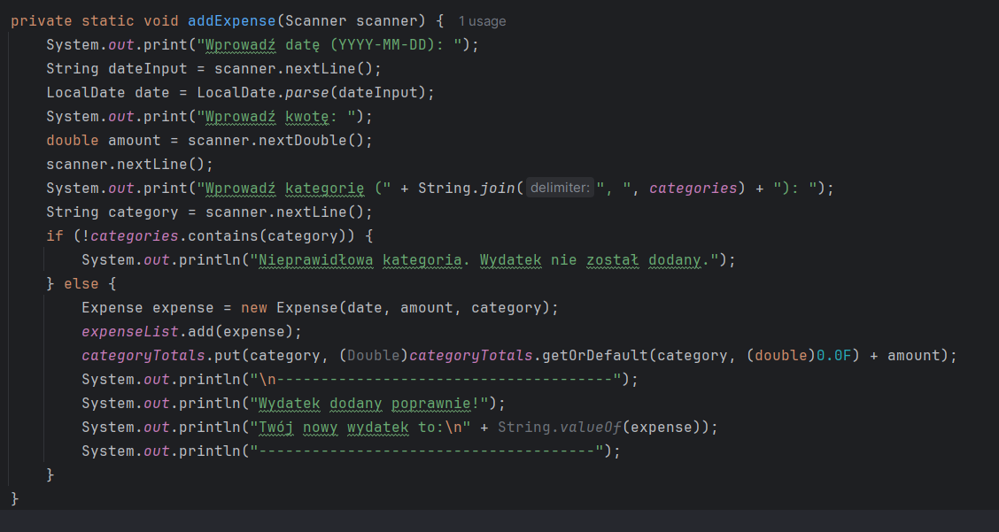 private static void addExpense(Scanner scanner) { 1 usage
    System.out.print("Wprowadź datę (YYYY-MM-DD): ");
    String dateInput = scanner.nextLine();
    LocalDate date = LocalDate.parse(dateInput);
    System.out.print("Wprowadź kwotę: ");
    double amount = scanner.nextDouble();
    scanner.nextLine();
    System.out.print("Wprowadź kategorię (" + String.join( delimiter: ", ", categories) + "): ");
    String category = scanner.nextLine();
    if (!categories.contains(category)) {
        System.out.println("Nieprawidłowa kategoria. Wydatek nie został dodany.");
    } else {
        Expense expense = new Expense(date, amount, category);
        expenseList.add(expense);
        categoryTotals.put(category, (Double)categoryTotals.getOrDefault(category, (double)0.0F) + amount);
        System.out.println("\n--------------------------------------");
        System.out.println("Wydatek dodany poprawnie!");
        System.out.println("Twój nowy wydatek to:\n" + String.valueOf(expense));
        System.out.println("--------------------------------------");
    }
}